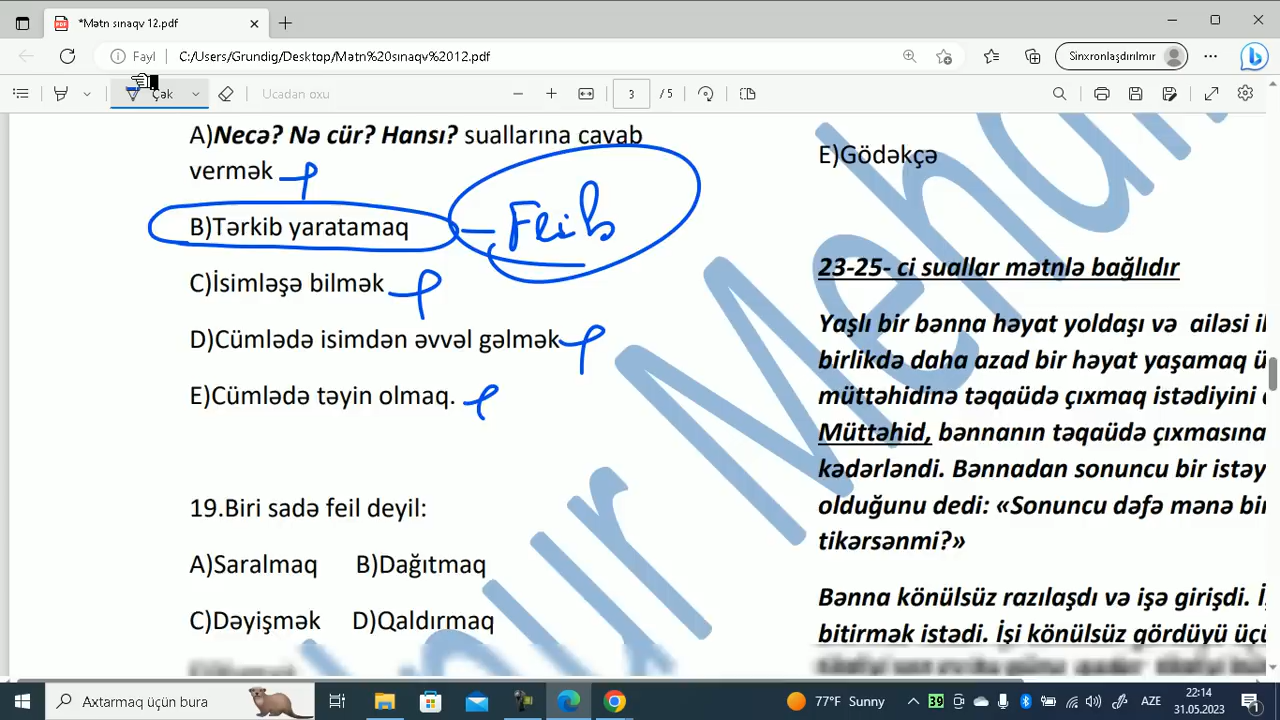 *Mətn sınaqv 12.pdf
Fayl
C:/Users/Grundig/Desktop/Mətn%20sınaqv%2012.pdf
Sinxronlaşdırılmır
Çək
Ucadan oxu
3 / 5
A)Necə? Nə cür? Hansı? suallarına cavab
vermək
B)Tərkib yaratamaq
C)İsimləşə bilmək
D)Cümlədə isimdən əvvəl gəlmək
E)Cümlədə təyin olmaq.
19.Biri sadə feil deyil:
A)Saralmaq B)Dağıtmaq
C)Dəyişmək D)Qaldırmaq
E)Gödəkçə
23-25- ci suallar mətnlə bağlıdır
Yaşlı bir bənna həyat yoldaşı və ailəsi
birlikdə daha azad bir həyat yaşamaq
müttəhidinə təqaüdə çıxmaq istədiyini
Müttəhid, bənnanın təqaüdə çıxmasına
kədərləndi. Bənnadan sonuncu bir
olduğunu dedi: «Sonuncu dəfə mənə
tikərsənmi?»
Bənna könülsüz razılaşdı və işə girişdi.
bitirmək istədi. İşi könülsüz gördüyü
Axtarmaq üçün bura
77°F Sunny
39
AZE
22:14
31.05.2023